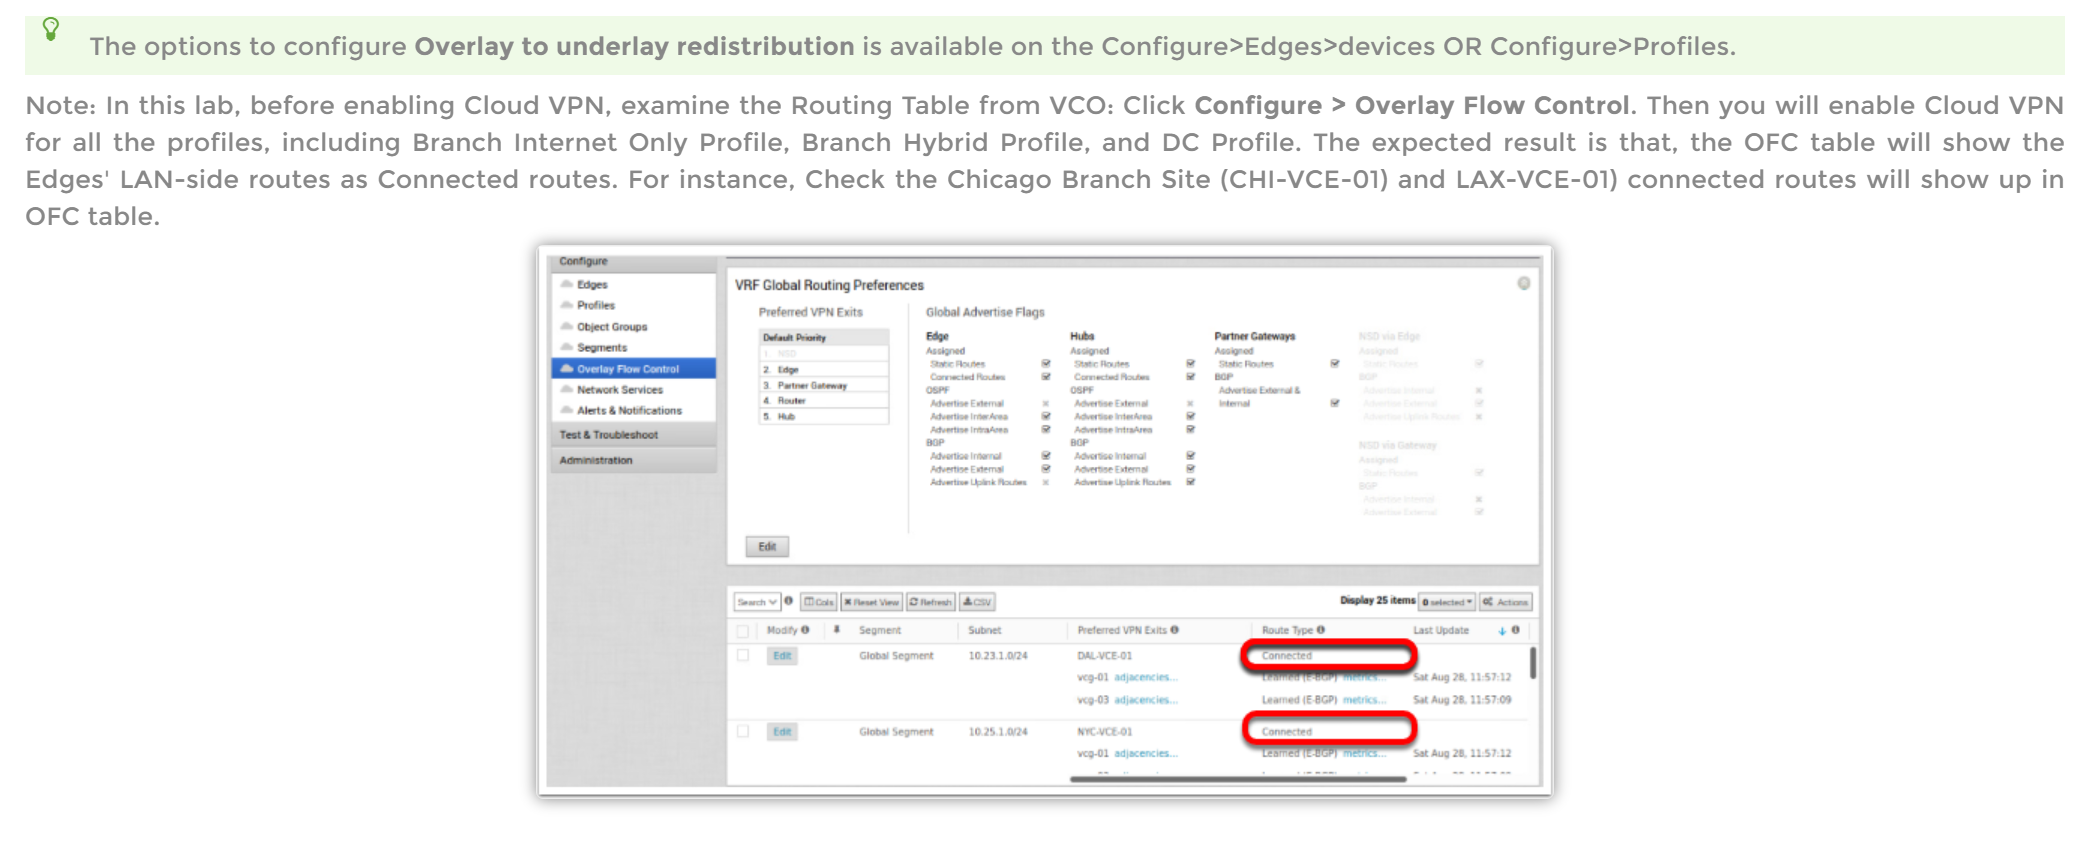 The options to configure Overlay to underlay redistribution is available on the Configure>Edges>devices OR Configure>Profiles.
Note: In this lab, before enabling Cloud VPN, examine the Routing Table from VCO: Click Configure > Overlay Flow Control. Then you will enable Cloud VPN
for all the profiles, including Branch Internet Only Profile, Branch Hybrid Profile, and DC Profile. The expected result is that, the OFC table will show the
Edges' LAN-side routes as Connected routes. For instance, Check the Chicago Branch Site (CHI-VCE-01) and LAX-VCE-01) connected routes will show up in
OFC table.
Configure
Edges
Profiles
Object Groups
Segments
Overlay Flow Control
Network Services
Alerts & Notifications
Test & Troubleshoot
Administration
VRF Global Routing Preferences
Preferred VPN Exits
Default Priority
1. NSD
2. Edge
3. Partner Gateway
4. Router
5. Hub
Edit
Global Advertise Flags
Edge
Assigned
Static Routes
Connected Routes
OSPF
Advertise External
Advertise InterArea
Advertise IntraArea
BGP
Advertise Internal
Advertise External
Advertise Uplink Routes
Hubs
Assigned
Static Routes
Connected Routes
OSPF
Advertise External
Advertise InterArea
Advertise IntraArea
BGP
Advertise Internal
Advertise External
Advertise Uplink Routes
Partner Gateways
Assigned
Static Routes
BGP
Advertise External &
Internal
NSD via Edge
Assigned
Static Routes
BGP
Advertise Internal
Advertise External
Advertise Uplink Routes
NSD via Gateway
Assigned
Static Routes
BGP
Advertise Internal
Advertise External
Search Cols Reset View Refresh CSV Display 25 items 0 selected Actions
Modify Segment Subnet Preferred VPN Exits Route Type Last Update
Edit Global Segment 10.23.1.0/24 DAL-VCE-01 Connected
vcg-01 adjacencies... Learned (E-BGP) metrics... Sat Aug 28, 11:57:12
vcg-03 adjacencies... Learned (E-BGP) metrics... Sat Aug 28, 11:57:09
Edit Global Segment 10.25.1.0/24 NYC-VCE-01 Connected
vcg-01 adjacencies... Learned (E-BGP) metrics... Sat Aug 28, 11:57:12